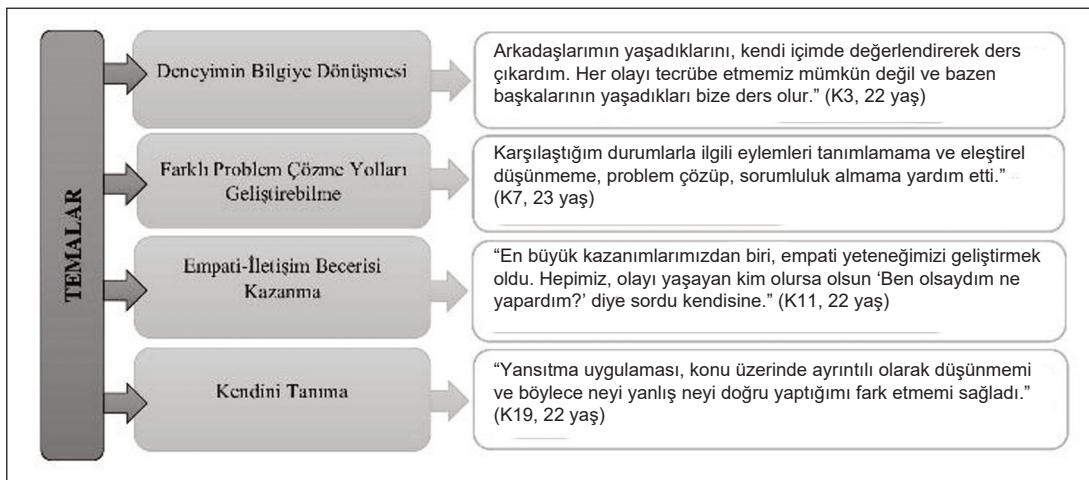 TEMALAR
Deneyimin Bilgiye Dönüşmesi
Arkadaşlarımın yaşadıklarını, kendi içimde değerlendirerek ders
çıkardım. Her olayı tecrübe etmemiz mümkün değil ve bazen
başkalarının yaşadıkları bize ders olur.” (K3, 22 yaş)
Farklı Problem Çözme Yolları
Geliştirebilme
Karşılaştığım durumlarla ilgili eylemleri tanımlamama ve eleştirel
düşünmeme, problem çözüp, sorumluluk almama yardım etti.”
(K7, 23 yaş)
Empati-İletişim Becerisi
Kazanma
“En büyük kazanımlarımızdan biri, empati yeteneğimizi geliştirmek
oldu. Hepimiz, olayı yaşayan kim olursa olsun ‘Ben olsaydım ne
yapardım?’ diye sordu kendisine.” (K11, 22 yaş)
Kendini Tanıma
“Yansıtma uygulaması, konu üzerinde ayrıntılı olarak düşünmemi
ve böylece neyi yanlış neyi doğru yaptığımı fark etmemi sağladı.”
(K19, 22 yaş)